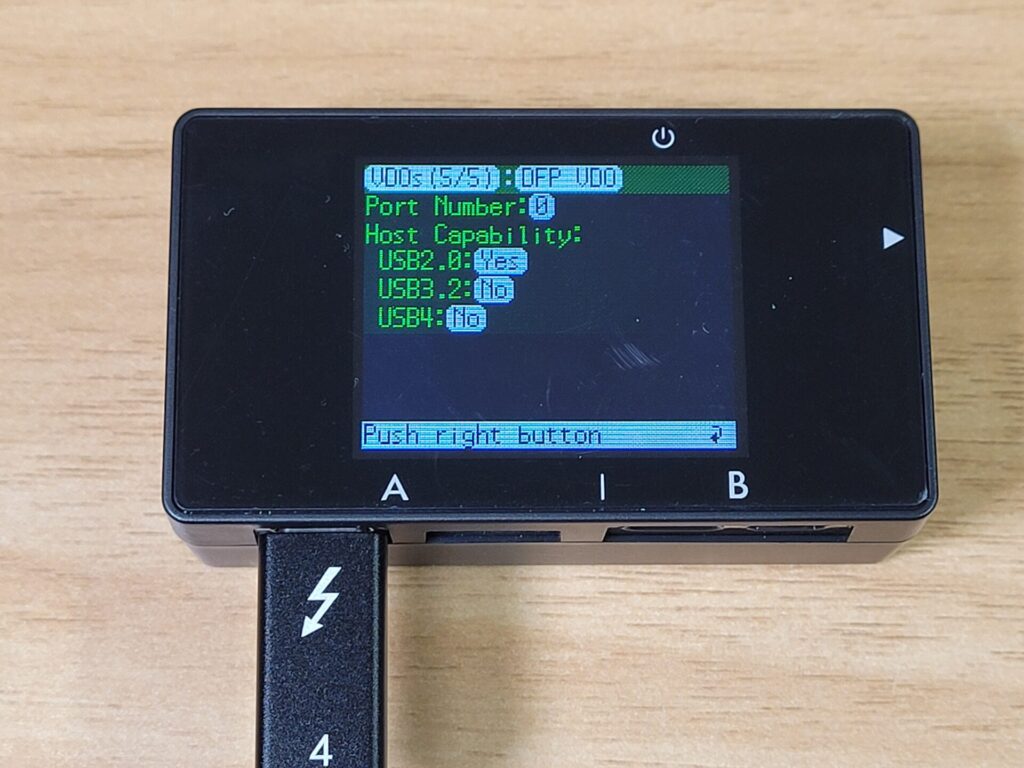 VDOs(5/5):DFP VDO
Port Number:0
Host Capability:
USB2.0:Yes
USB3.2:No
USB4:No
Push right button
A | B
4